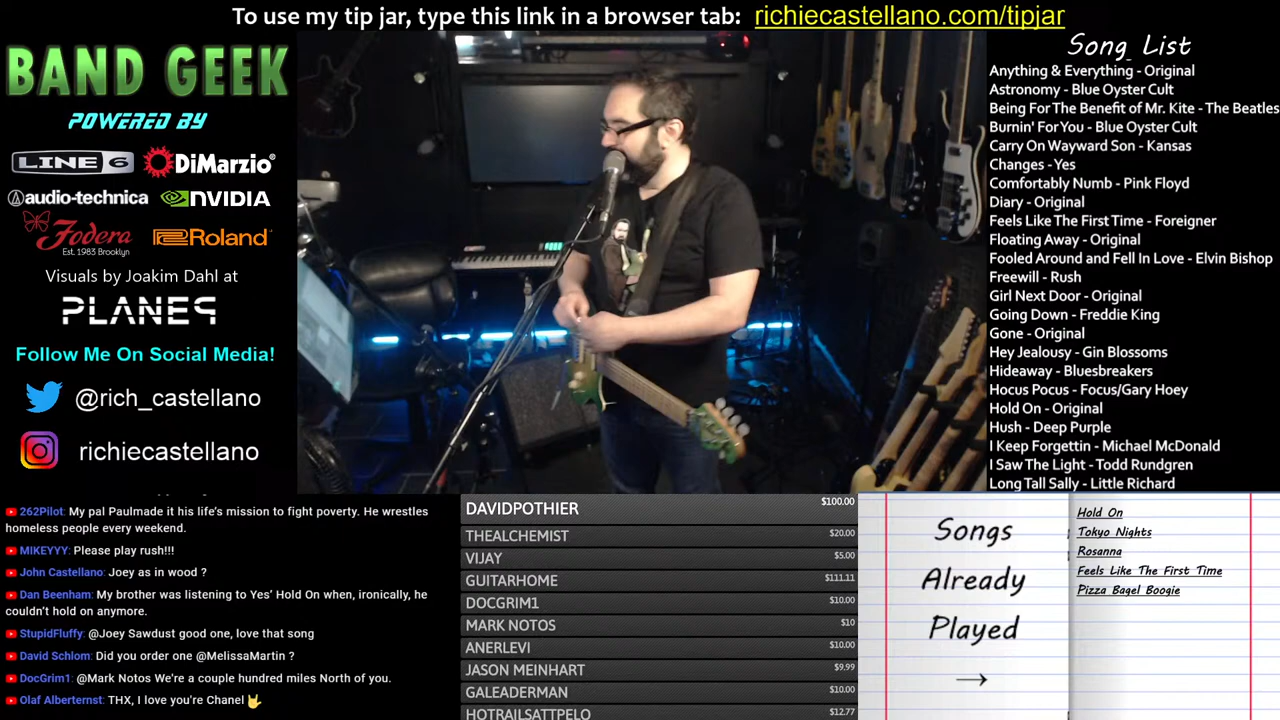 To use my tip jar, type this link in a browser tab: richiecastellano.com/tipjar
BAND GEEK
POWERED BY
LINE 6
DiMarzio
audio-technica
NVIDIA
Fodera
Est. 1983 Brooklyn
Roland
Visuals by Joakim Dahl at
PLANE9
Follow Me On Social Media!
@rich_castellano
richiecastellano
Song List
Anything & Everything - Original
Astronomy - Blue Oyster Cult
Being For The Benefit of Mr. Kite - The Beatles
Burnin' For You - Blue Oyster Cult
Carry On Wayward Son - Kansas
Changes - Yes
Comfortably Numb - Pink Floyd
Diary - Original
Feels Like The First Time - Foreigner
Floating Away - Original
Fooled Around and Fell In Love - Elvin Bishop
Freewill - Rush
Girl Next Door - Original
Going Down - Freddie King
Gone - Original
Hey Jealousy - Gin Blossoms
Hideaway - Bluesbreakers
Hocus Pocus - Focus/Gary Hoey
Hold On - Original
Hush - Deep Purple
I Keep Forgettin - Michael McDonald
I Saw The Light - Todd Rundgren
Long Tall Sally - Little Richard
262Pilot: My pal Paulmade it his life's mission to fight poverty. He wrestles
homeless people every weekend.
MIKEYYY: Please play rush!!!
John Castellano: Joey as in wood ?
Dan Beenham: My brother was listening to Yes' Hold On when, ironically, he
couldn't hold on anymore.
StupidFluffy: @Joey Sawdust good one, love that song
David Schlom: Did you order one @MelissaMartin ?
DocGrim1: @Mark Notos We're a couple hundred miles North of you.
Olaf Alberternst: THX, I love you're Chanel 🤘
DAVIDPOTHIER $100.00
THEALCHEMIST $20.00
VIJAY $5.00
GUITARHOME $111.11
DOCGRIM1 $10.00
MARK NOTOS $10
ANERLEVI $10.00
JASON MEINHART $9.99
GALEADERMAN $10.00
HOTRAILSATTPELO $12.77
Songs
Already
Played
→
Hold On
Tokyo Nights
Rosanna
Feels Like The First Time
Pizza Bagel Boogie